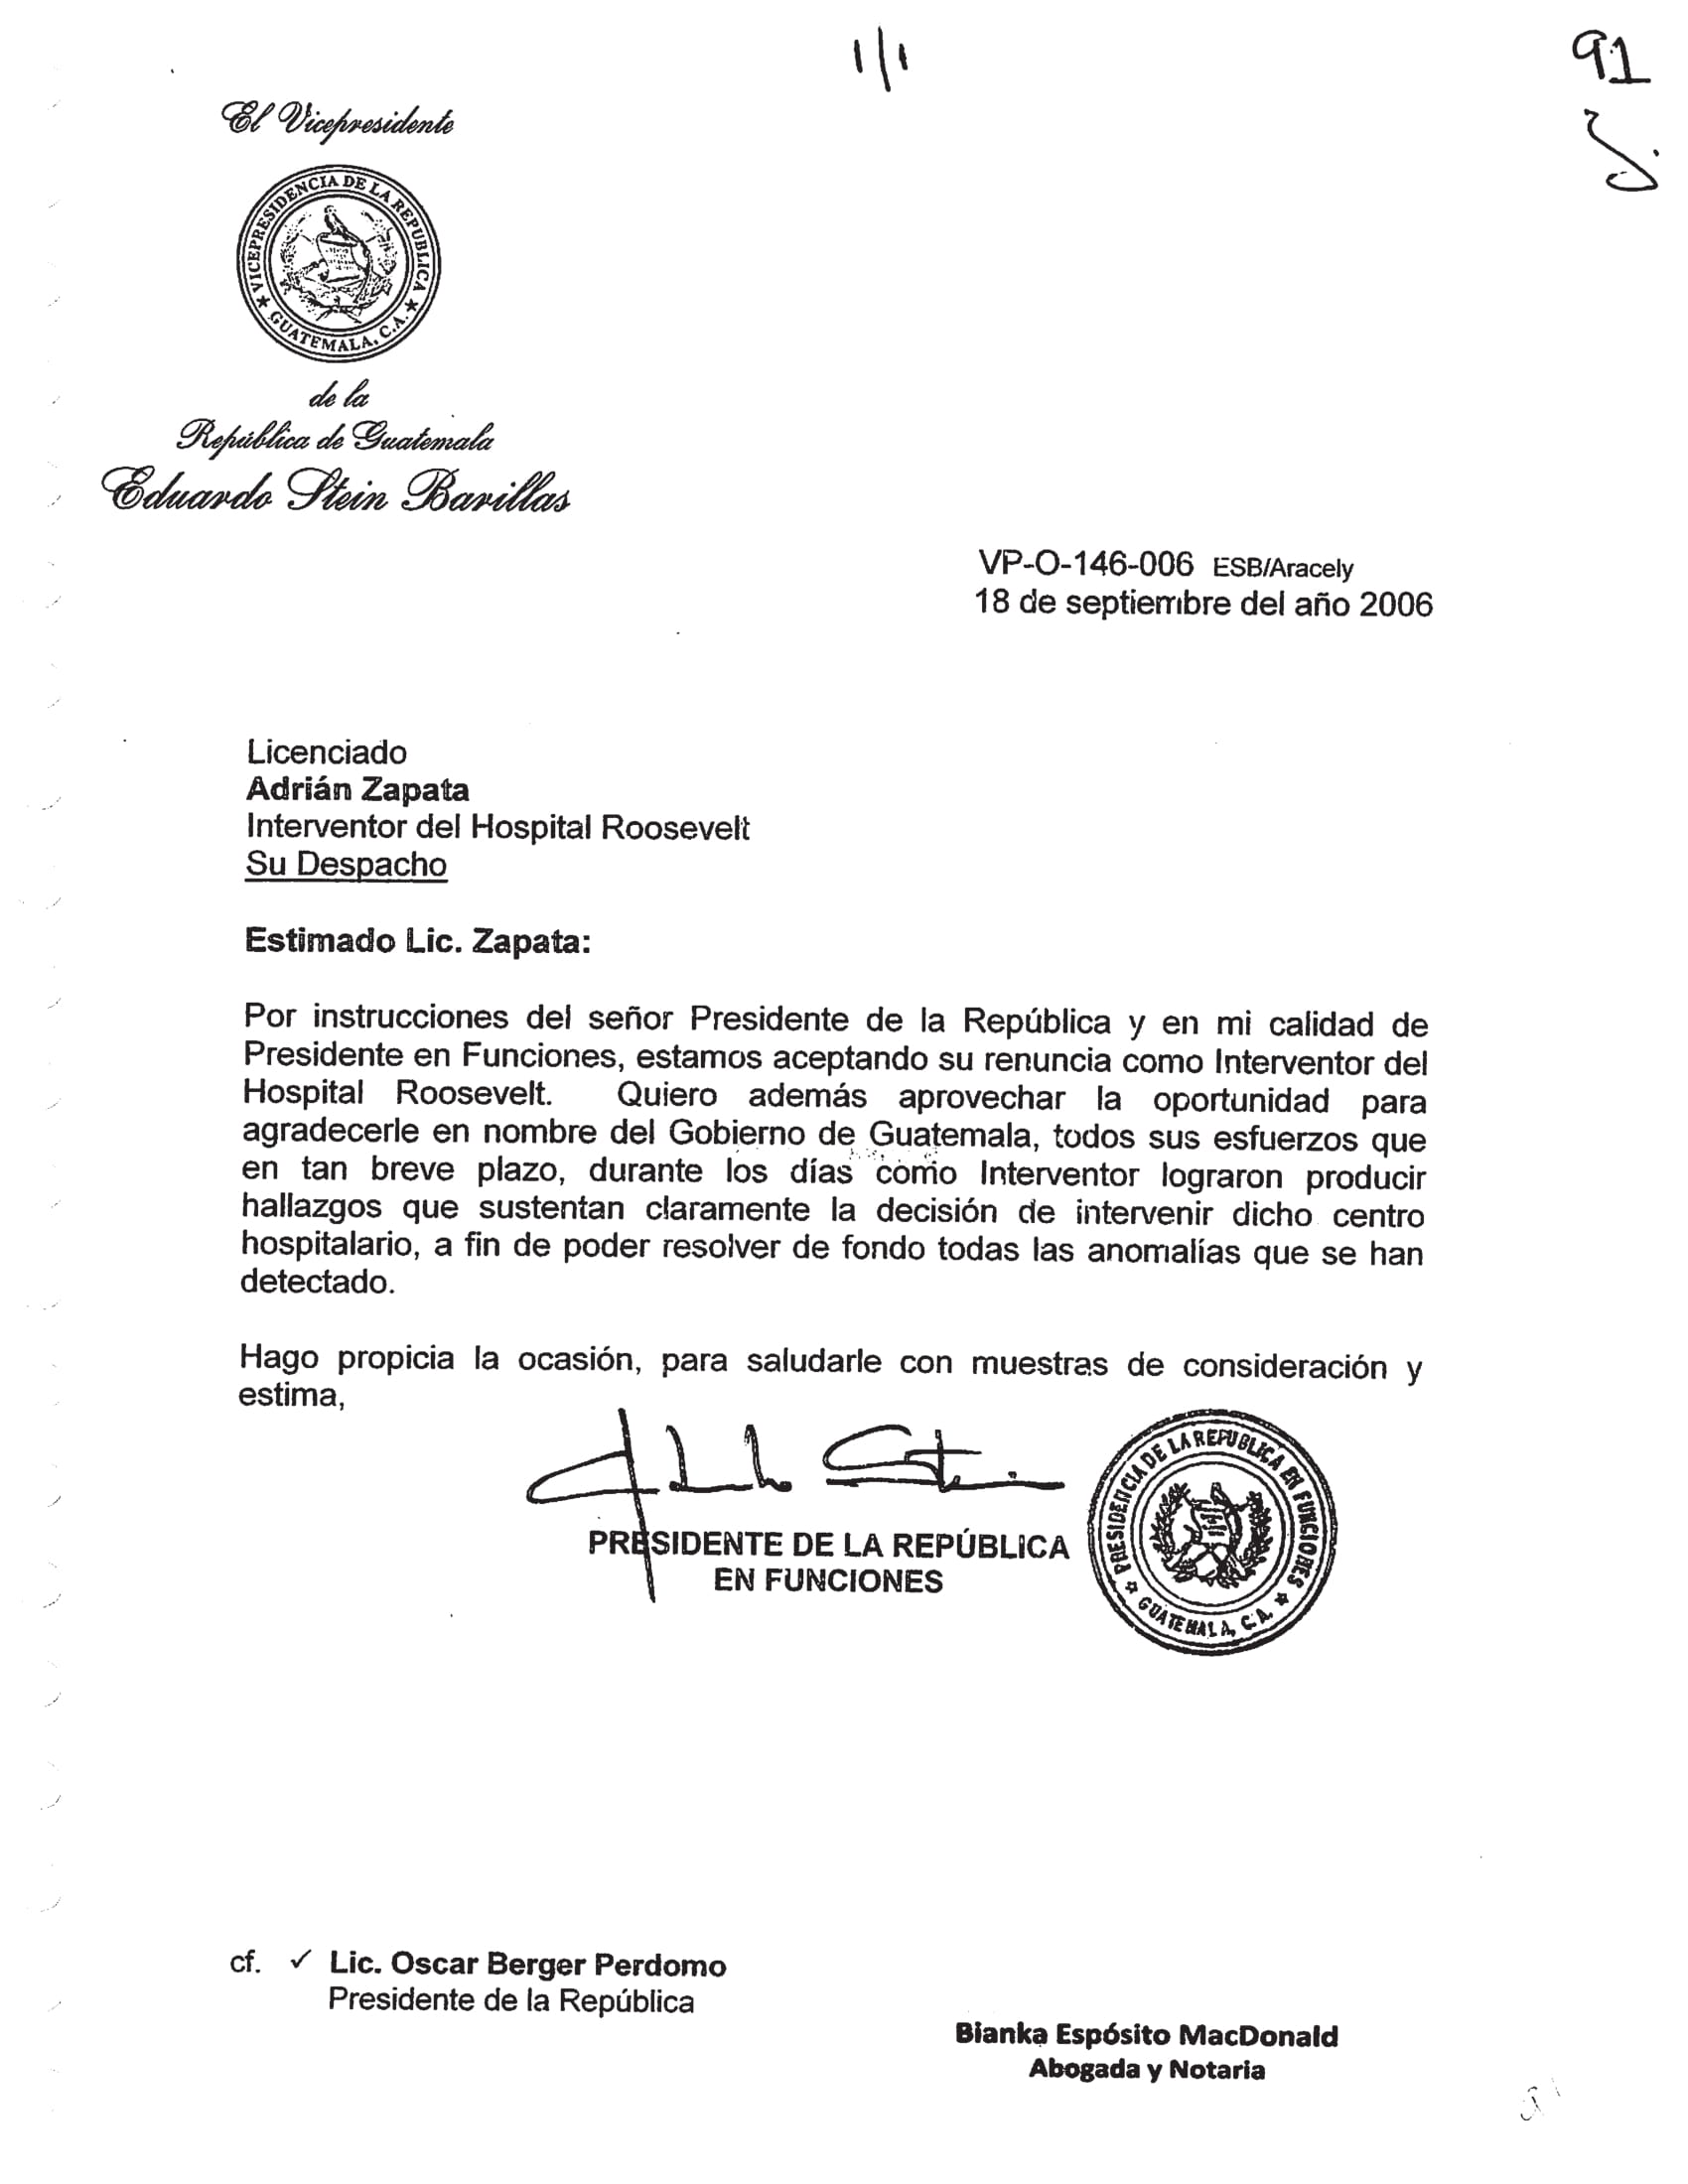 1/1
91
El Vicepresidente
VICEPRESIDENCIA DE LA REPUBLICA
GUATEMALA, C.A.
de la
República de Guatemala
Eduardo Stein Barillas
VP-O-146-006 ESB/Aracely
18 de septiembre del año 2006
Licenciado
Adrián Zapata
Interventor del Hospital Roosevelt
Su Despacho
Estimado Lic. Zapata:
Por instrucciones del señor Presidente de la República y en mi calidad de
Presidente en Funciones, estamos aceptando su renuncia como Interventor del
Hospital Roosevelt. Quiero además aprovechar la oportunidad para
agradecerle en nombre del Gobierno de Guatemala, todos sus esfuerzos que
en tan breve plazo, durante los días como Interventor lograron producir
hallazgos que sustentan claramente la decisión de intervenir dicho centro
hospitalario, a fin de poder resolver de fondo todas las anomalías que se han
detectado.
Hago propicia la ocasión, para saludarle con muestras de consideración y
estima,
PRESIDENTE DE LA REPÚBLICA
EN FUNCIONES
PRESIDENCIA DE LA REPUBLICA EN FUNCIONES
GUATEMALA, C.A.
cf. ✓ Lic. Oscar Berger Perdomo
Presidente de la República
Bianka Espósito MacDonald
Abogada y Notaria